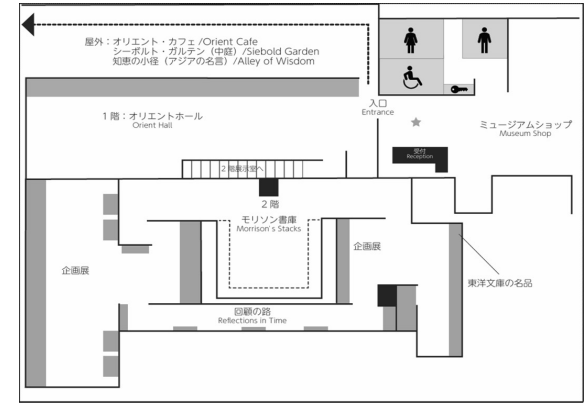 屋外：オリエント・カフェ /Orient Cafe
シーボルト・ガルテン（中庭）/Siebold Garden
知恵の小径（アジアの名言）/Alley of Wisdom
入口
Entrance
1 階：オリエントホール
Orient Hall
ミュージアムショップ
Museum Shop
受付
Reception
2 階展示室へ
2 階
モリソン書庫
Morrison's Stacks
企画展
企画展
東洋文庫の名品
回顧の路
Reflections in Time